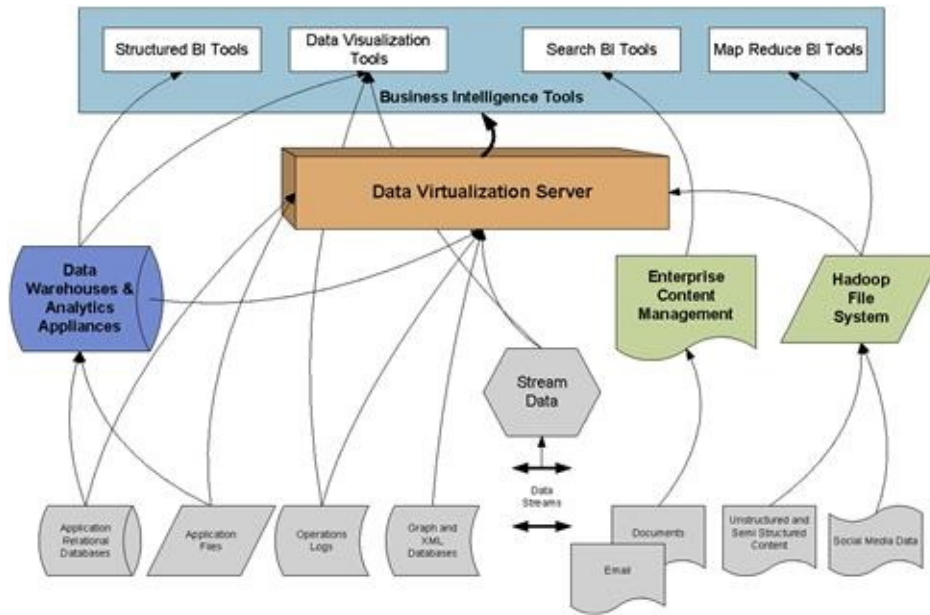 Structured BI Tools
Data Visualization
Tools
Search BI Tools
Map Reduce BI Tools
Business Intelligence Tools
Data Virtualization Server
Data
Warehouses &
Analytics
Appliances
Enterprise
Content
Management
Hadoop
File
System
Stream
Data
Data
Streams
Application
Relational
Databases
Application
Files
Operations
Logs
Graph and
XML
Databases
Documents
Email
Unstructured and
Semi Structured
Content
Social Media Data